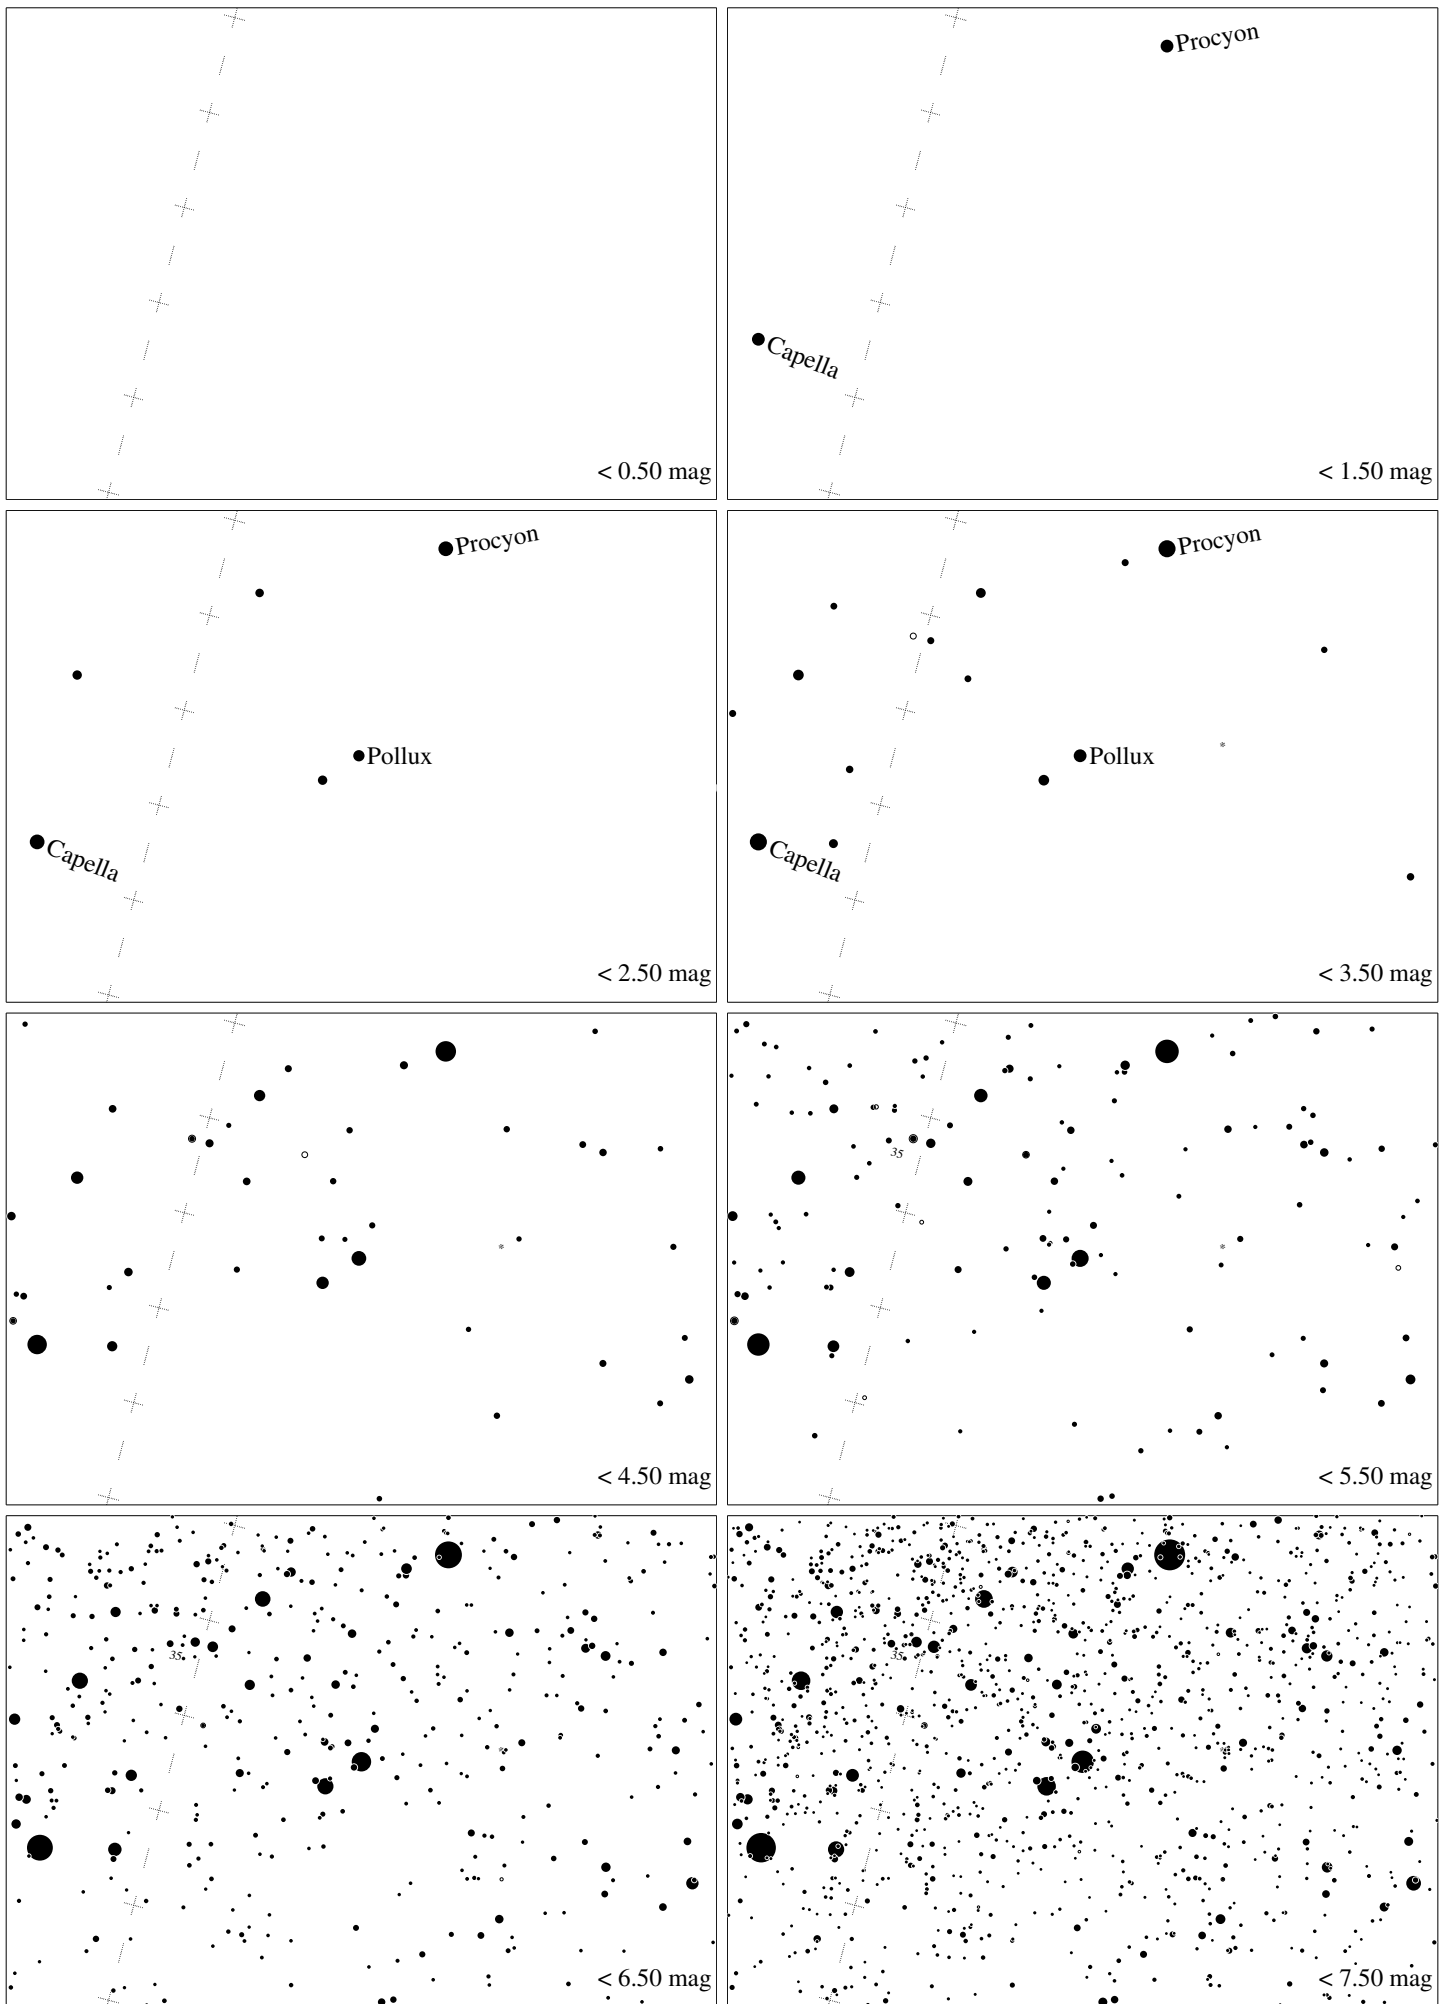 < 0.50 mag
Procyon
Capella
< 1.50 mag
Procyon
Pollux
Capella
< 2.50 mag
Procyon
Pollux
Capella
< 3.50 mag
< 4.50 mag
35
< 5.50 mag
35
< 6.50 mag
35
< 7.50 mag